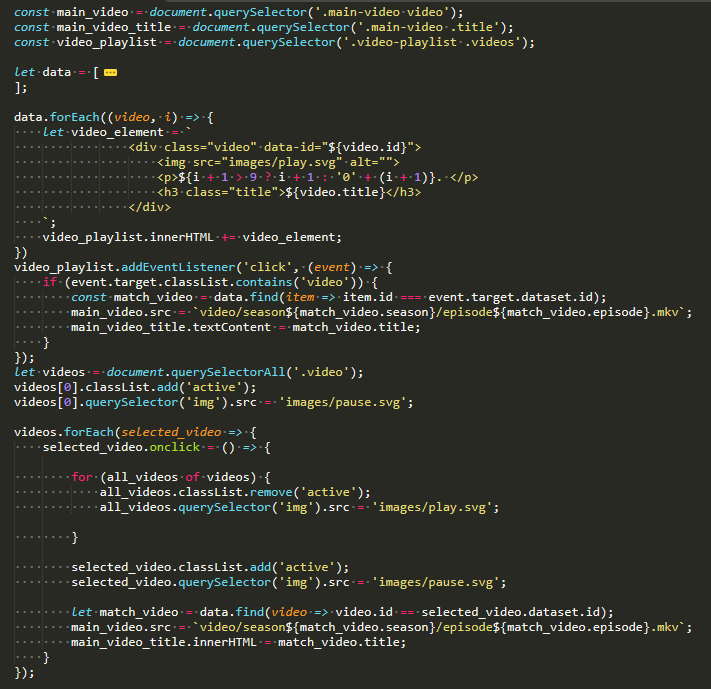 const main_video = document.querySelector('.main-video video');
const main_video_title = document.querySelector('.main-video .title');
const video_playlist = document.querySelector('.video-playlist .videos');
let data = [
];
data.forEach((video, i) => {
let video_element = `
<div class="video" data-id="${video.id}">
<img src="images/play.svg" alt="">
<p>${i + 1 > 9 ? i + 1 : '0' + (i + 1)}. </p>
<h3 class="title">${video.title}</h3>
</div>
`;
video_playlist.innerHTML += video_element;
})
video_playlist.addEventListener('click', (event) => {
if (event.target.classList.contains('video')) {
const match_video = data.find(item => item.id === event.target.dataset.id);
main_video.src = `video/season${match_video.season}/episode${match_video.episode}.mkv`;
main_video_title.textContent = match_video.title;
}
});
let videos = document.querySelectorAll('.video');
videos[0].classList.add('active');
videos[0].querySelector('img').src = 'images/pause.svg';
videos.forEach(selected_video => {
selected_video.onclick = () => {
for (all_videos of videos) {
all_videos.classList.remove('active');
all_videos.querySelector('img').src = 'images/play.svg';
}
selected_video.classList.add('active');
selected_video.querySelector('img').src = 'images/pause.svg';
let match_video = data.find(video => video.id == selected_video.dataset.id);
main_video.src = `video/season${match_video.season}/episode${match_video.episode}.mkv`;
main_video_title.innerHTML = match_video.title;
}
});